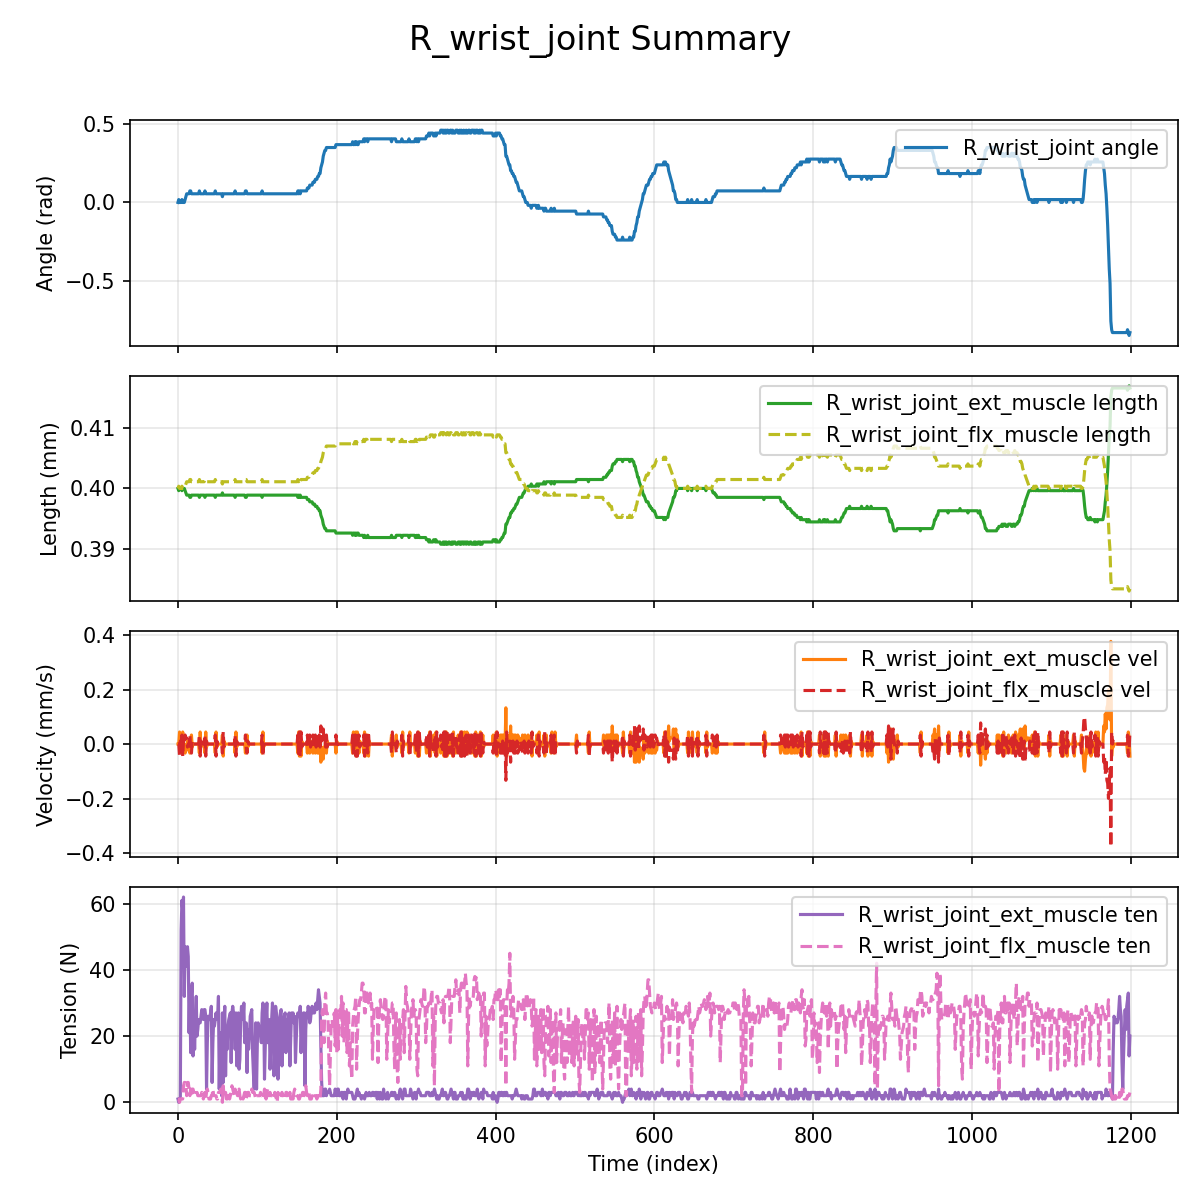 R_wrist_joint Summary
0.5
0.0
−0.5
Angle (rad)
R_wrist_joint angle
0.41
0.40
0.39
Length (mm)
R_wrist_joint_ext_muscle length
R_wrist_joint_flx_muscle length
0.4
0.2
0.0
−0.2
−0.4
Velocity (mm/s)
R_wrist_joint_ext_muscle vel
R_wrist_joint_flx_muscle vel
60
40
20
0
Tension (N)
R_wrist_joint_ext_muscle ten
R_wrist_joint_flx_muscle ten
0 200 400 600 800 1000 1200
Time (index)